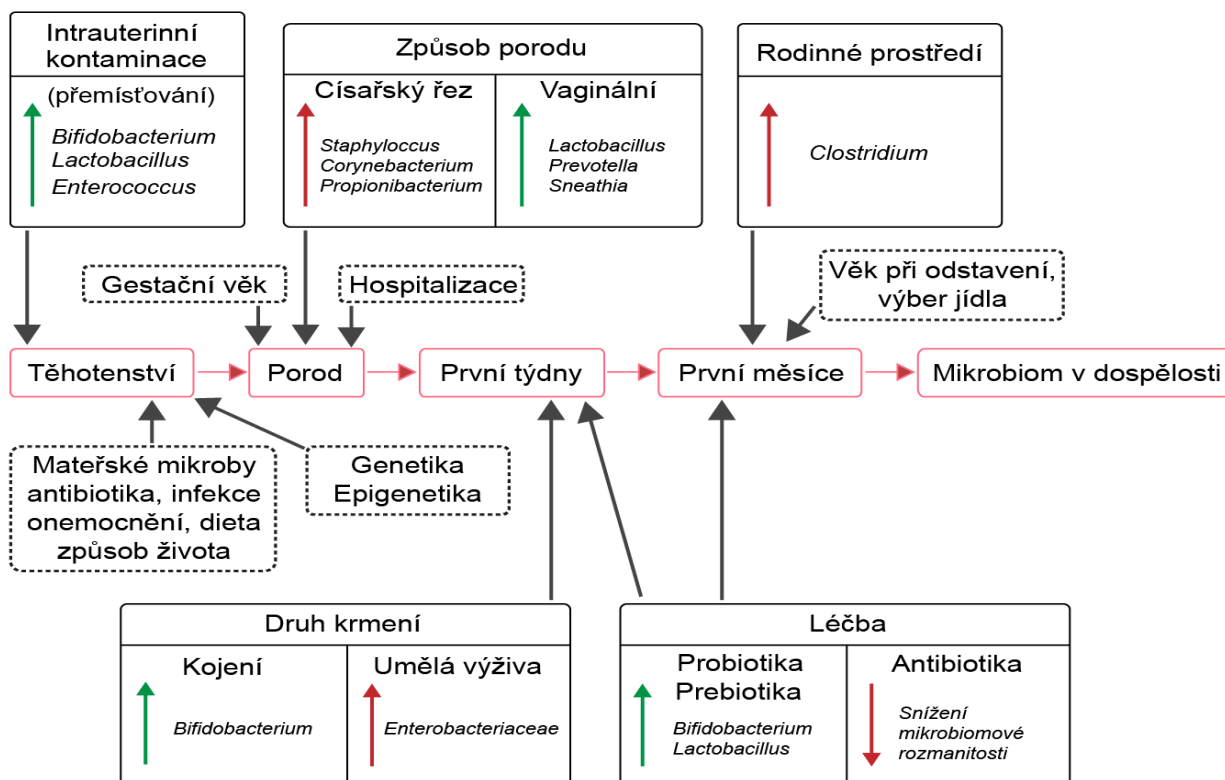 Intrauterinní
kontaminace
(přemísťování)
Bifidobacterium
Lactobacillus
Enterococcus
Způsob porodu
Císařský řez
Staphyloccus
Corynebacterium
Propionibacterium
Vaginální
Lactobacillus
Prevotella
Sneathia
Rodinné prostředí
Clostridium
Gestační věk
Hospitalizace
Věk při odstavení,
výběr jídla
Těhotenství
Porod
První týdny
První měsíce
Mikrobiom v dospělosti
Mateřské mikroby
antibiotika, infekce
onemocnění, dieta
způsob života
Genetika
Epigenetika
Druh krmení
Kojení
Bifidobacterium
Umělá výživa
Enterobacteriaceae
Léčba
Probiotika
Prebiotika
Bifidobacterium
Lactobacillus
Antibiotika
Snížení
mikrobiomové
rozmanitosti